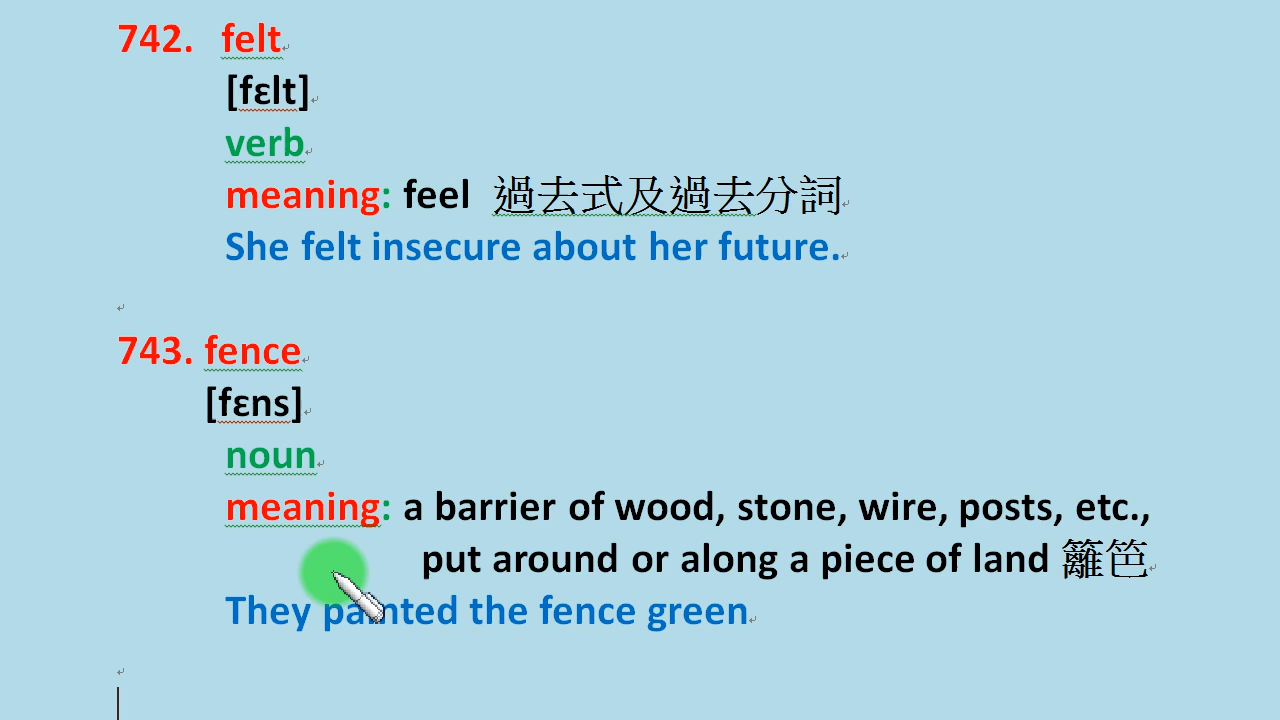 742. felt
[fɛlt]
verb
meaning: feel 過去式及過去分詞
She felt insecure about her future.
743. fence
[fɛns]
noun
meaning: a barrier of wood, stone, wire, posts, etc.,
put around or along a piece of land 籬笆
They painted the fence green.